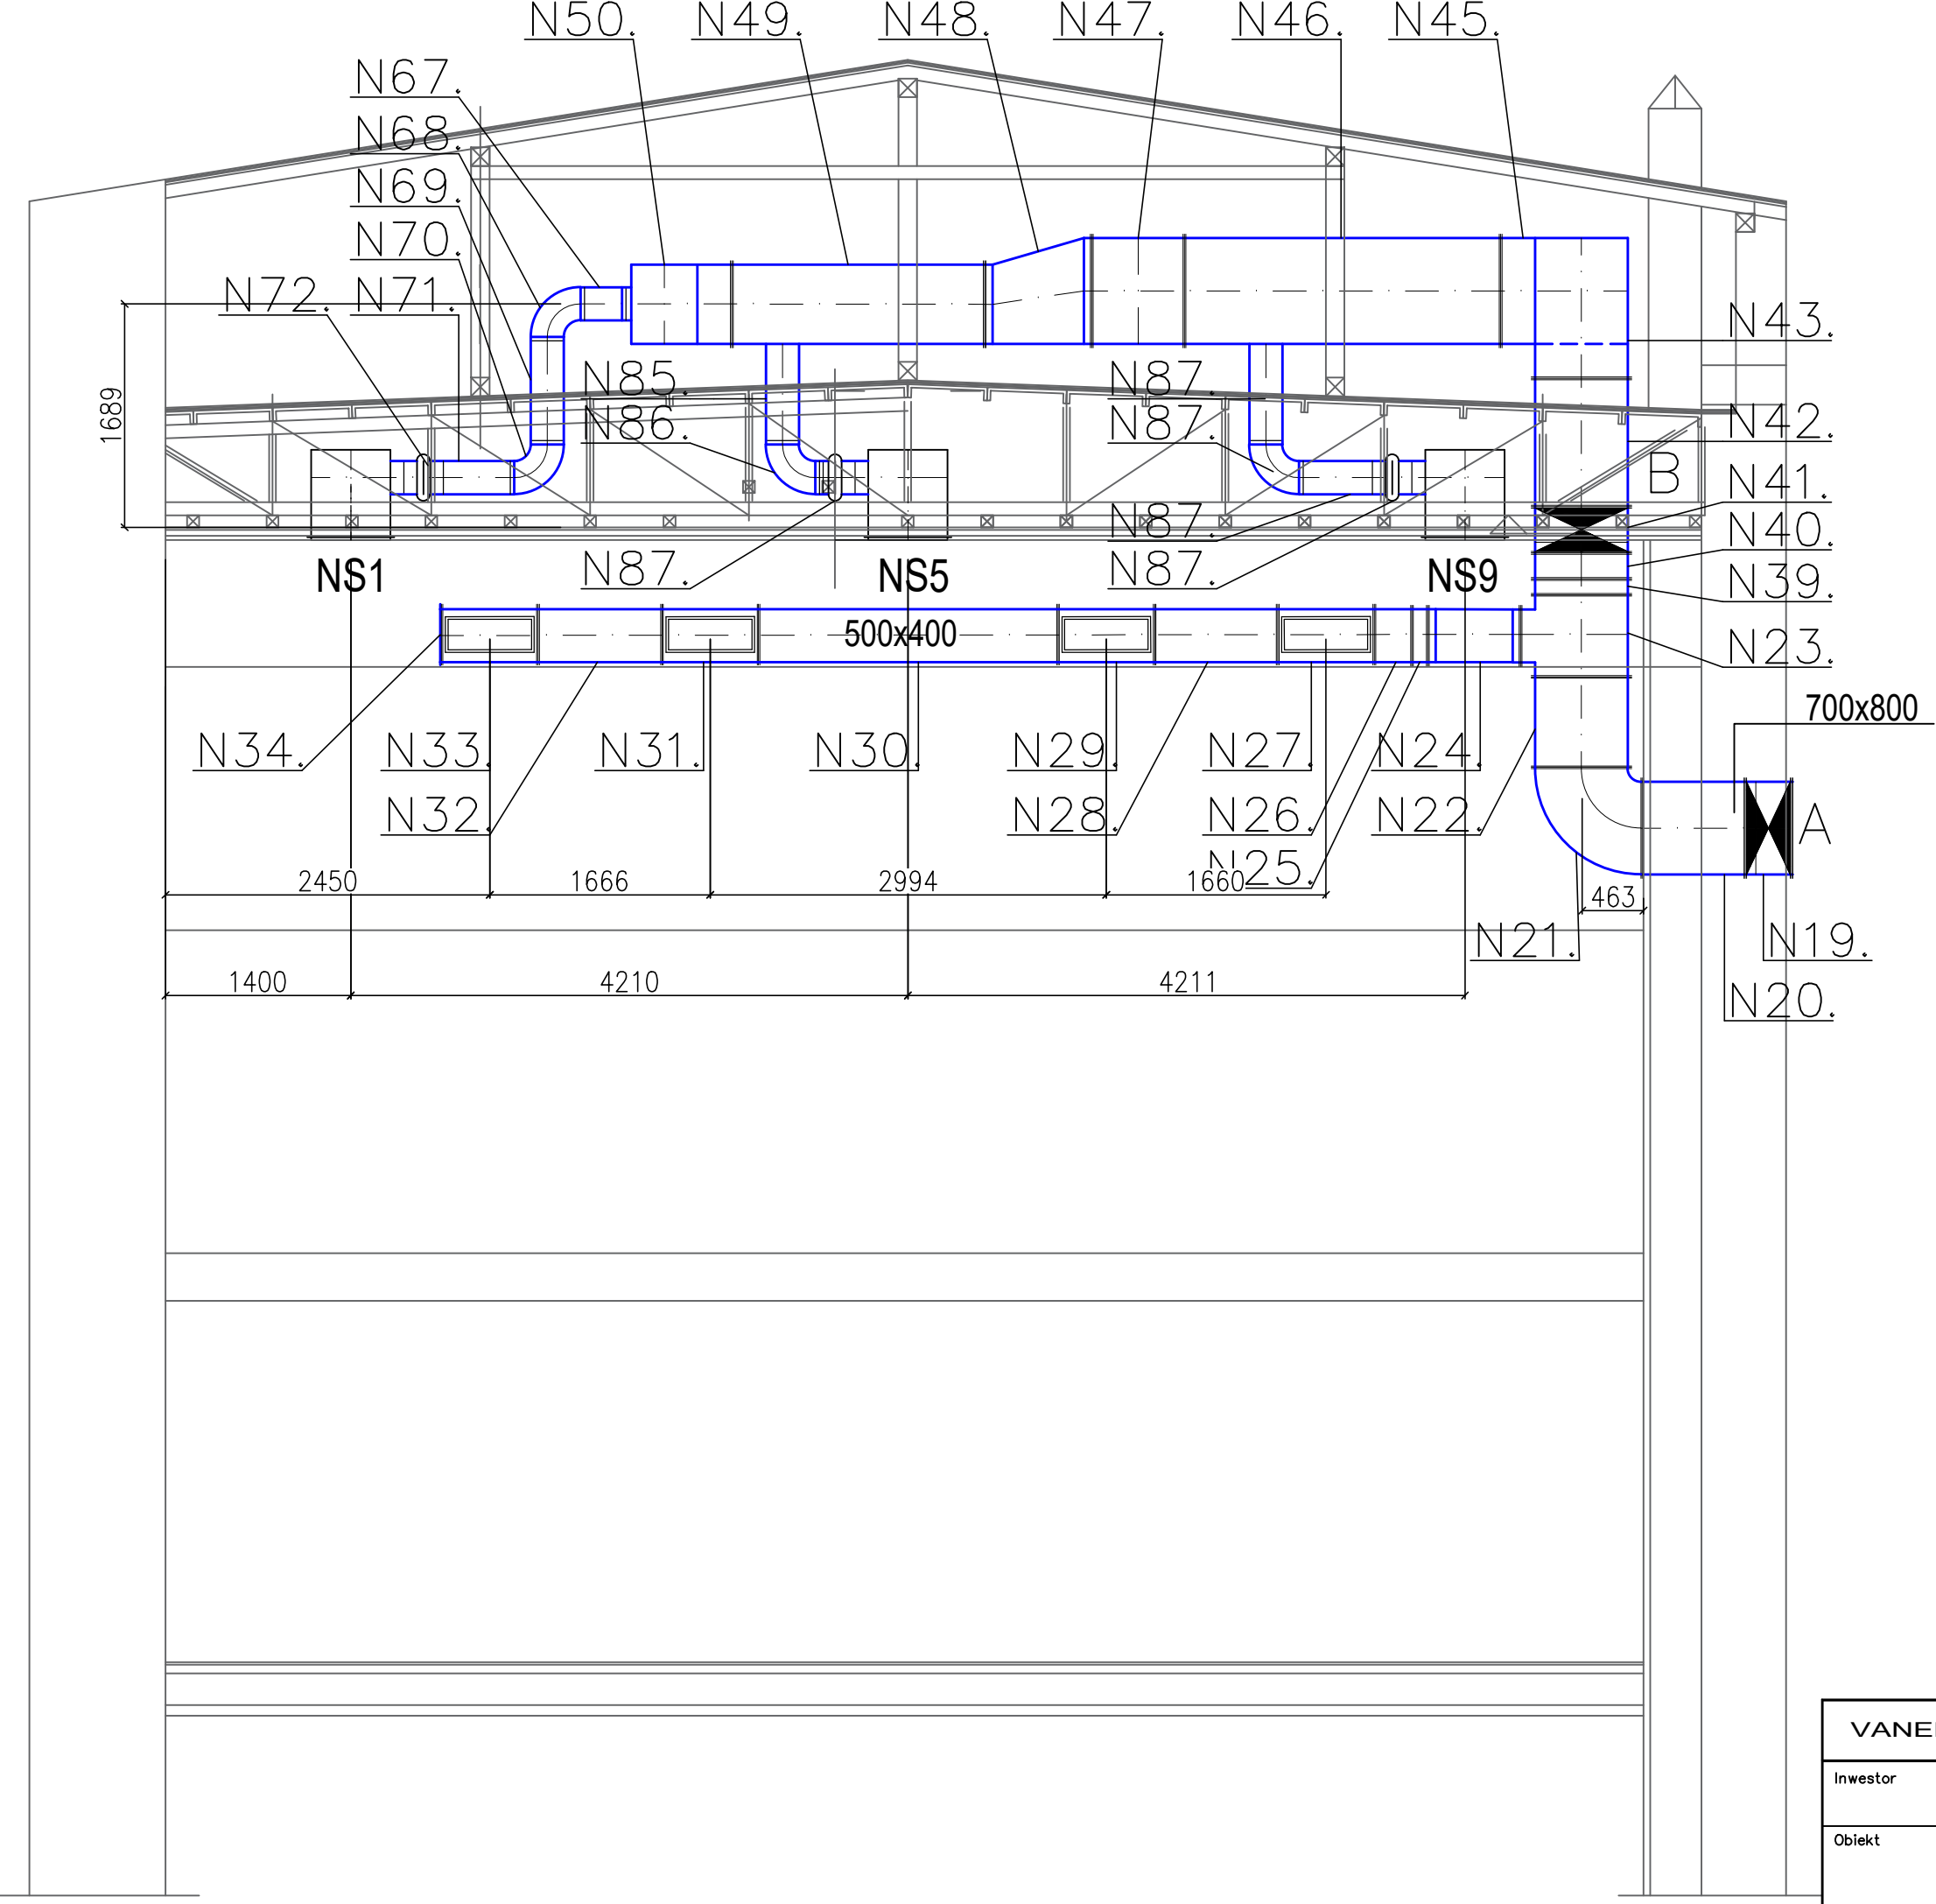 N50. N49. N48. N47. N46. N45.
N67.
N68.
N69.
N70.
N72. N71.
N43.
1689
N85. N87.
N86. N87.
N42.
B
N41.
N87.
N40.
NS1 NS5 NS9
N87. N87.
N39.
500x400
N23.
700x800
N34. N33. N31. N30. N29. N27. N24.
N32. N28. N26. N22.
A
N25.
2450 1666 2994 1660
463
N21. N19.
1400 4210 4211
N20.
Inwestor
Obiekt